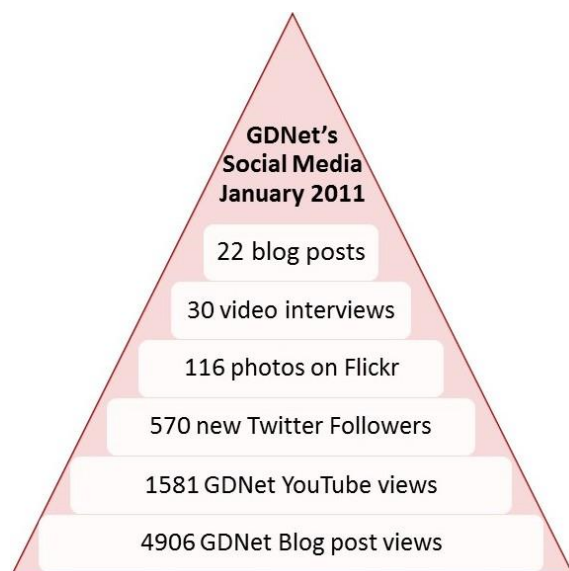 GDNet's
Social Media
January 2011
22 blog posts
30 video interviews
116 photos on Flickr
570 new Twitter Followers
1581 GDNet YouTube views
4906 GDNet Blog post views